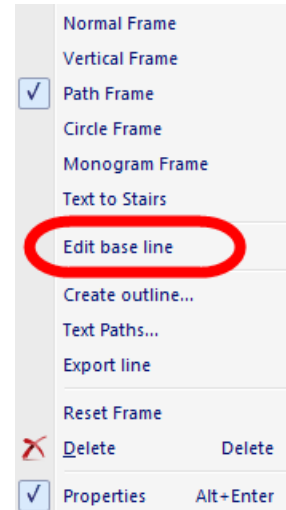 Normal Frame
Vertical Frame
Path Frame
Circle Frame
Monogram Frame
Text to Stairs
Edit base line
Create outline...
Text Paths...
Export line
Reset Frame
Delete Delete
Properties Alt+Enter